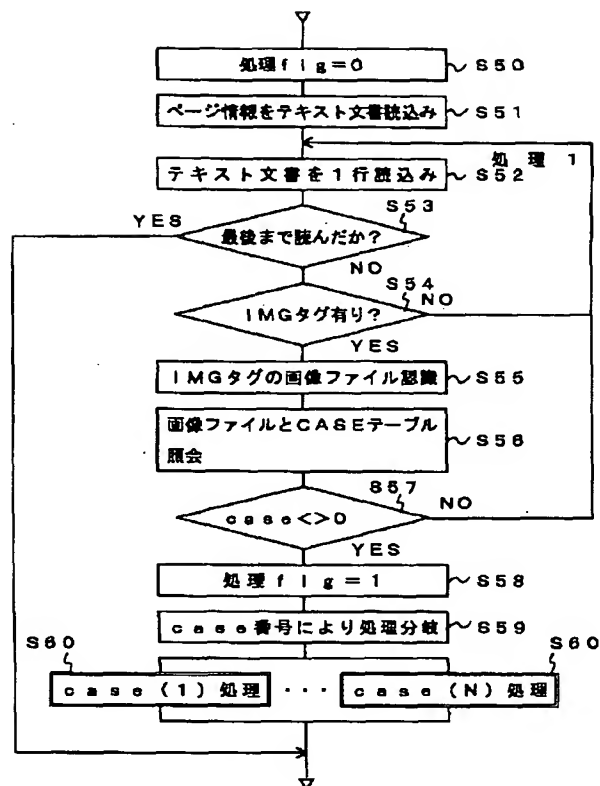 処理flg=0
S50
ページ情報をテキスト文書読込み
S51
処理1
テキスト文書を1行読込み
S52
YES
S53
最後まで読んだか?
NO
S54
NO
IMGタグ有り?
YES
IMGタグの画像ファイル認識
S55
画像ファイルとCASEテーブル
照会
S56
S57
NO
case<>0
YES
処理flg=1
S58
case番号により処理分岐
S59
S60
S60
case(1)処理
・・・
case(N)処理